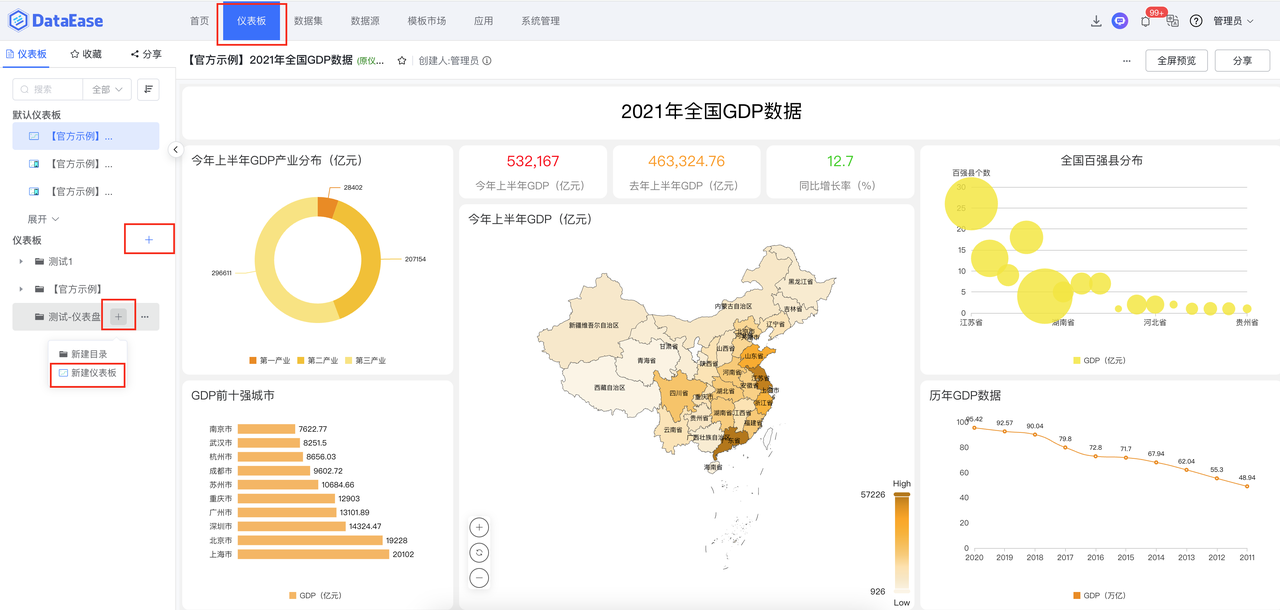 DataEase
首页
仪表板
数据集
数据源
模板市场
应用
系统管理
99+
管理员
仪表板
收藏
分享
搜索
全部
默认仪表板
【官方示例】...
【官方示例】...
【官方示例】...
展开
仪表板
测试1
【官方示例】
测试-仪表盘
新建目录
新建仪表板
【官方示例】2021年全国GDP数据 (原仪...
创建人:管理员
全屏预览
分享
2021年全国GDP数据
今年上半年GDP产业分布（亿元）
28402
207154
296611
第一产业 第二产业 第三产业
532,167
今年上半年GDP（亿元）
463,324.76
去年上半年GDP（亿元）
12.7
同比增长率（%）
今年上半年GDP（亿元）
黑龙江省
内蒙古自治区
吉林省
新疆维吾尔自治区
辽宁省
北京市
甘肃省
山西省
山东省
青海省
陕西省
河南省
江苏省
西藏自治区
四川省
重庆市
湖北省
安徽省
上海市
浙江省
贵州省
湖南省
江西省
云南省
福建省
广西壮族自治区
广东省
海南省
High
57226
926
Low
全国百强县分布
百强县个数
30
25
20
15
10
5
0
江苏省
湖南省
河北省
贵州省
GDP（亿元）
GDP前十强城市
南京市 7622.77
武汉市 8251.5
杭州市 8656.03
成都市 9602.72
苏州市 10684.66
重庆市 12903
广州市 13101.89
深圳市 14324.47
北京市 19228
上海市 20102
GDP（亿元）
历年GDP数据
100
80
60
40
20
0
95.42
92.57
90.04
79.8
72.8
71.7
67.94
62.04
55.3
48.94
2020 2019 2018 2017 2016 2015 2014 2013 2012 2011
GDP（万亿）